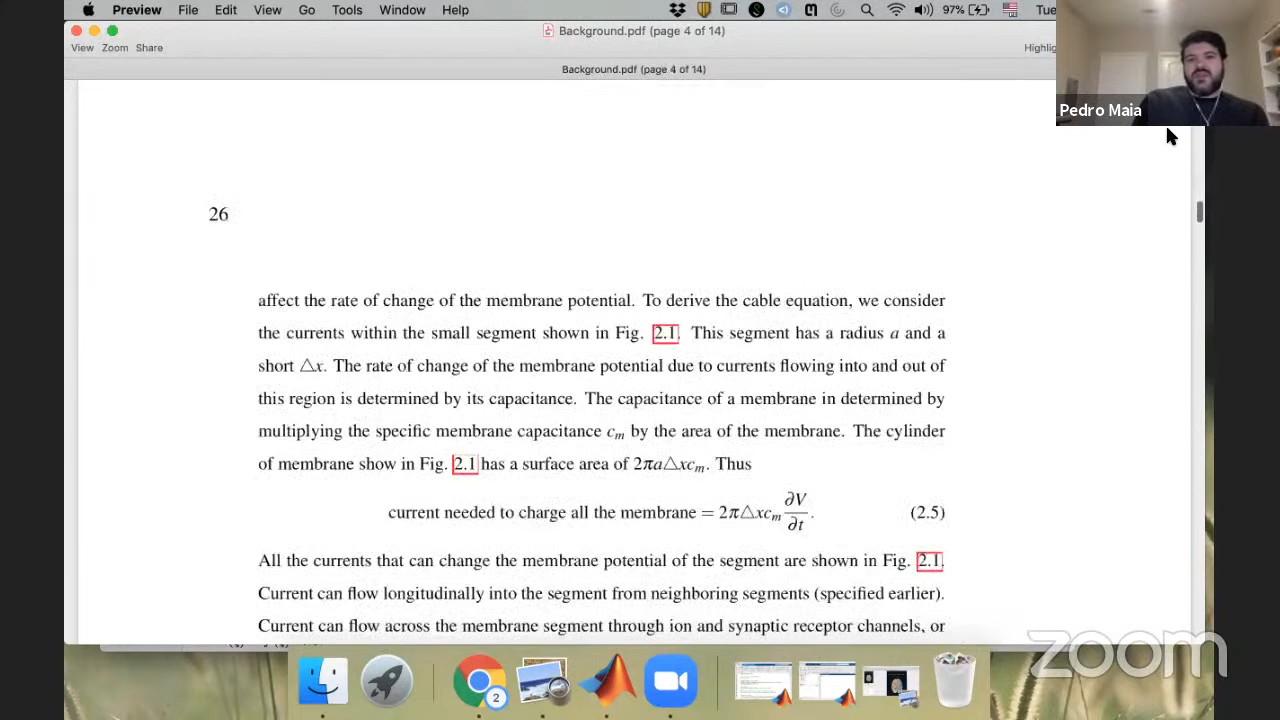 Preview File Edit View Go Tools Window Help 97% Tue
Background.pdf (page 4 of 14)
View Zoom Share Highlig
Background.pdf (page 4 of 14)
Pedro Maia
26
affect the rate of change of the membrane potential. To derive the cable equation, we consider
the currents within the small segment shown in Fig. 2.1. This segment has a radius a and a
short △x. The rate of change of the membrane potential due to currents flowing into and out of
this region is determined by its capacitance. The capacitance of a membrane in determined by
multiplying the specific membrane capacitance cₘ by the area of the membrane. The cylinder
of membrane show in Fig. 2.1 has a surface area of 2πa△xcₘ. Thus
current needed to charge all the membrane = 2π△xcₘ ∂V/∂t. (2.5)
All the currents that can change the membrane potential of the segment are shown in Fig. 2.1.
Current can flow longitudinally into the segment from neighboring segments (specified earlier).
Current can flow across the membrane segment through ion and synaptic receptor channels, or
zoom
2